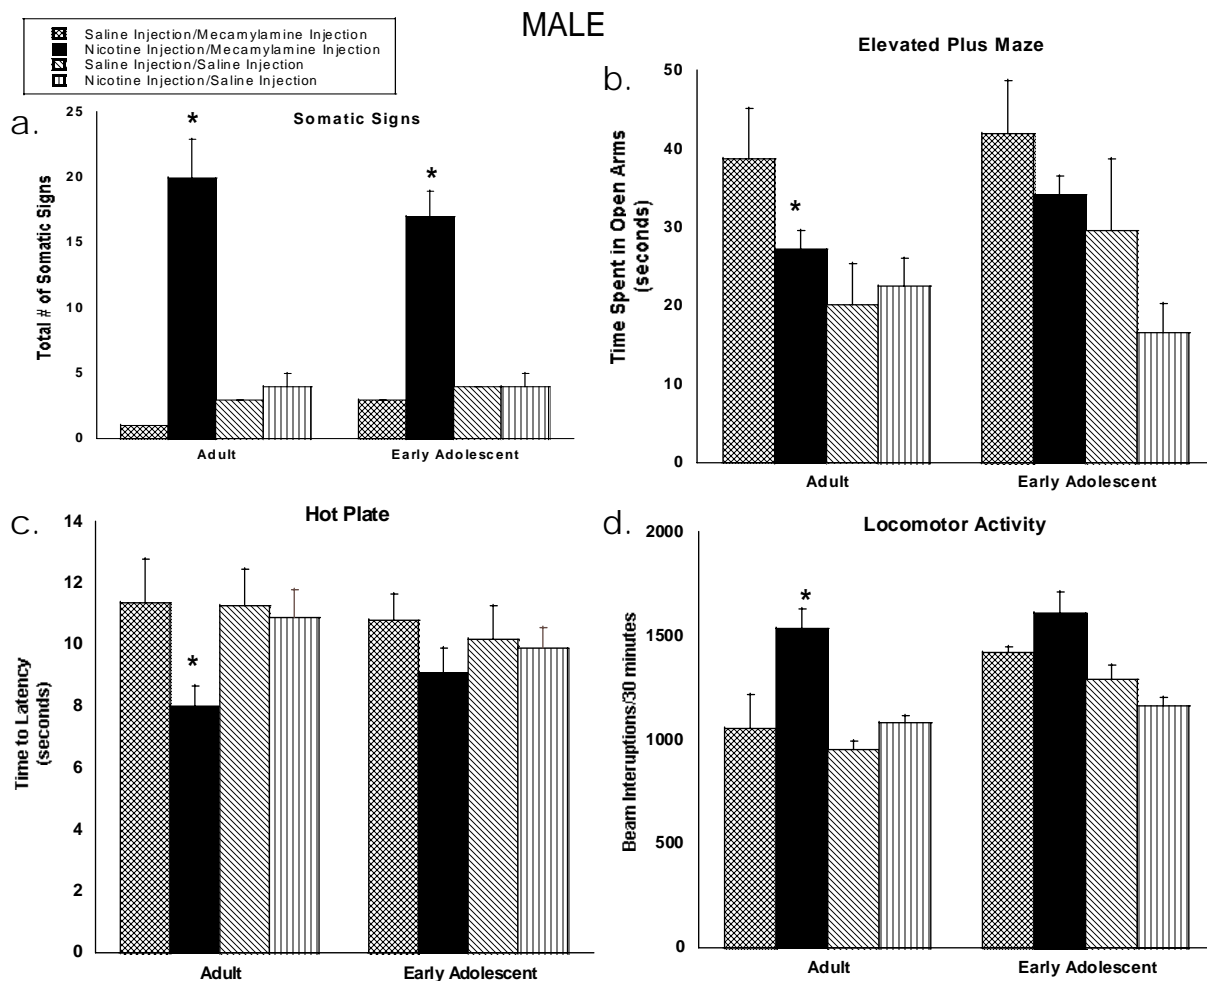 MALE
Saline Injection/Mecamylamine Injection
Nicotine Injection/Mecamylamine Injection
Saline Injection/Saline Injection
Nicotine Injection/Saline Injection
a.
Somatic Signs
Total # of Somatic Signs
25
20
15
10
5
0
*
*
Adult
Early Adolescent
b.
Elevated Plus Maze
Time Spent in Open Arms
(seconds)
50
40
30
20
10
0
*
Adult
Early Adolescent
c.
Hot Plate
Time to Latency
(seconds)
14
12
10
8
6
4
2
0
*
Adult
Early Adolescent
d.
Locomotor Activity
Beam Interuptions/30 minutes
2000
1500
1000
500
0
*
Adult
Early Adolescent